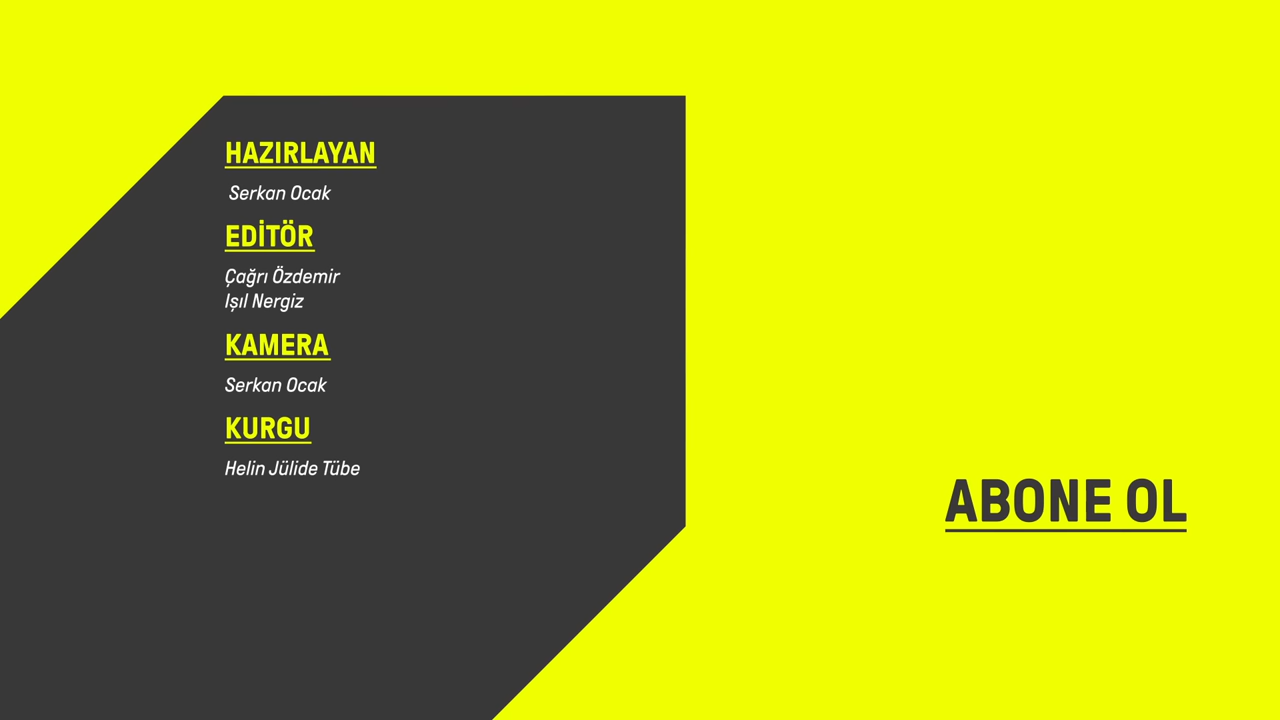 HAZIRLAYAN
Serkan Ocak
EDİTÖR
Çağrı Özdemir
Işıl Nergiz
KAMERA
Serkan Ocak
KURGU
Helin Jülide Tübe
ABONE OL